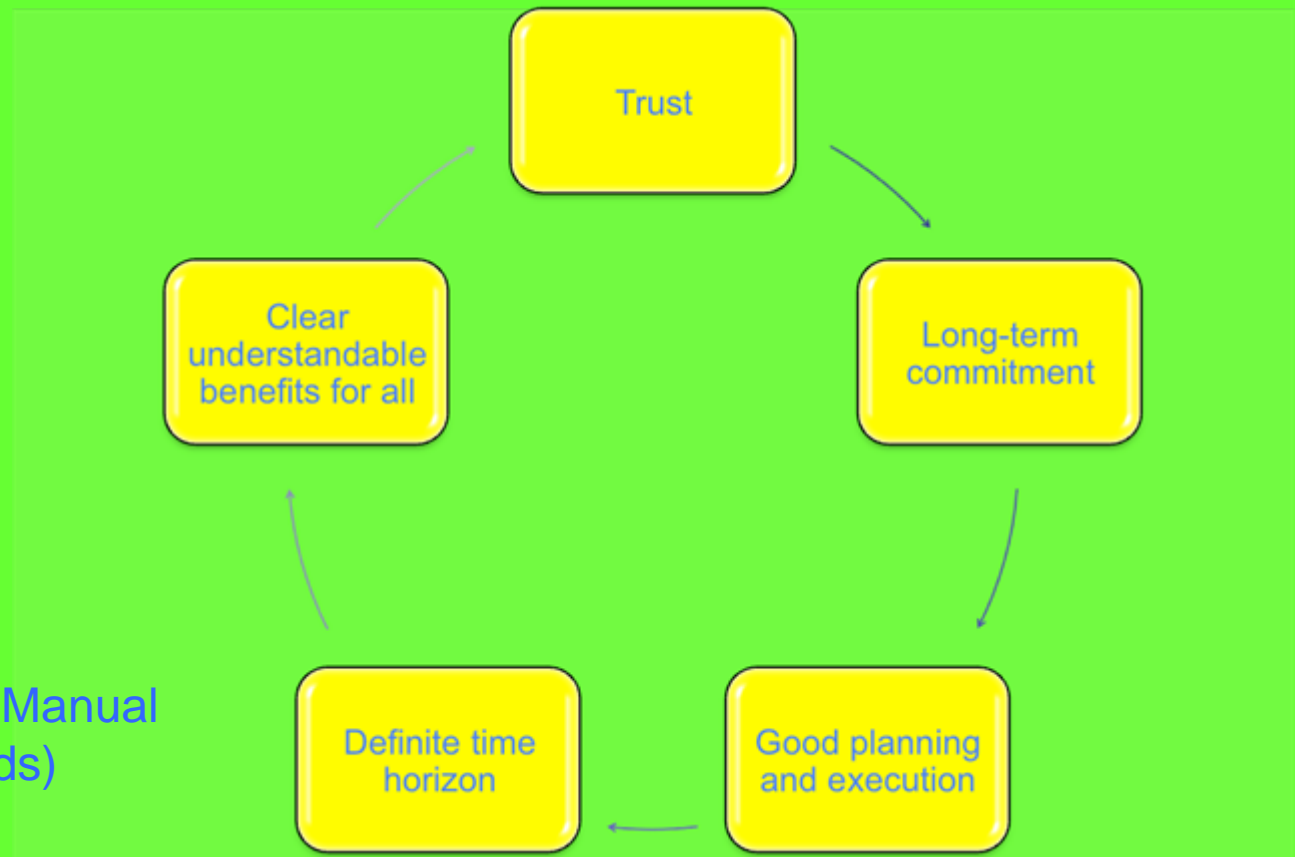 Trust
Long-term
commitment
Good planning
and execution
Definite time
horizon
Clear
understandable
benefits for all
Manual
ds)